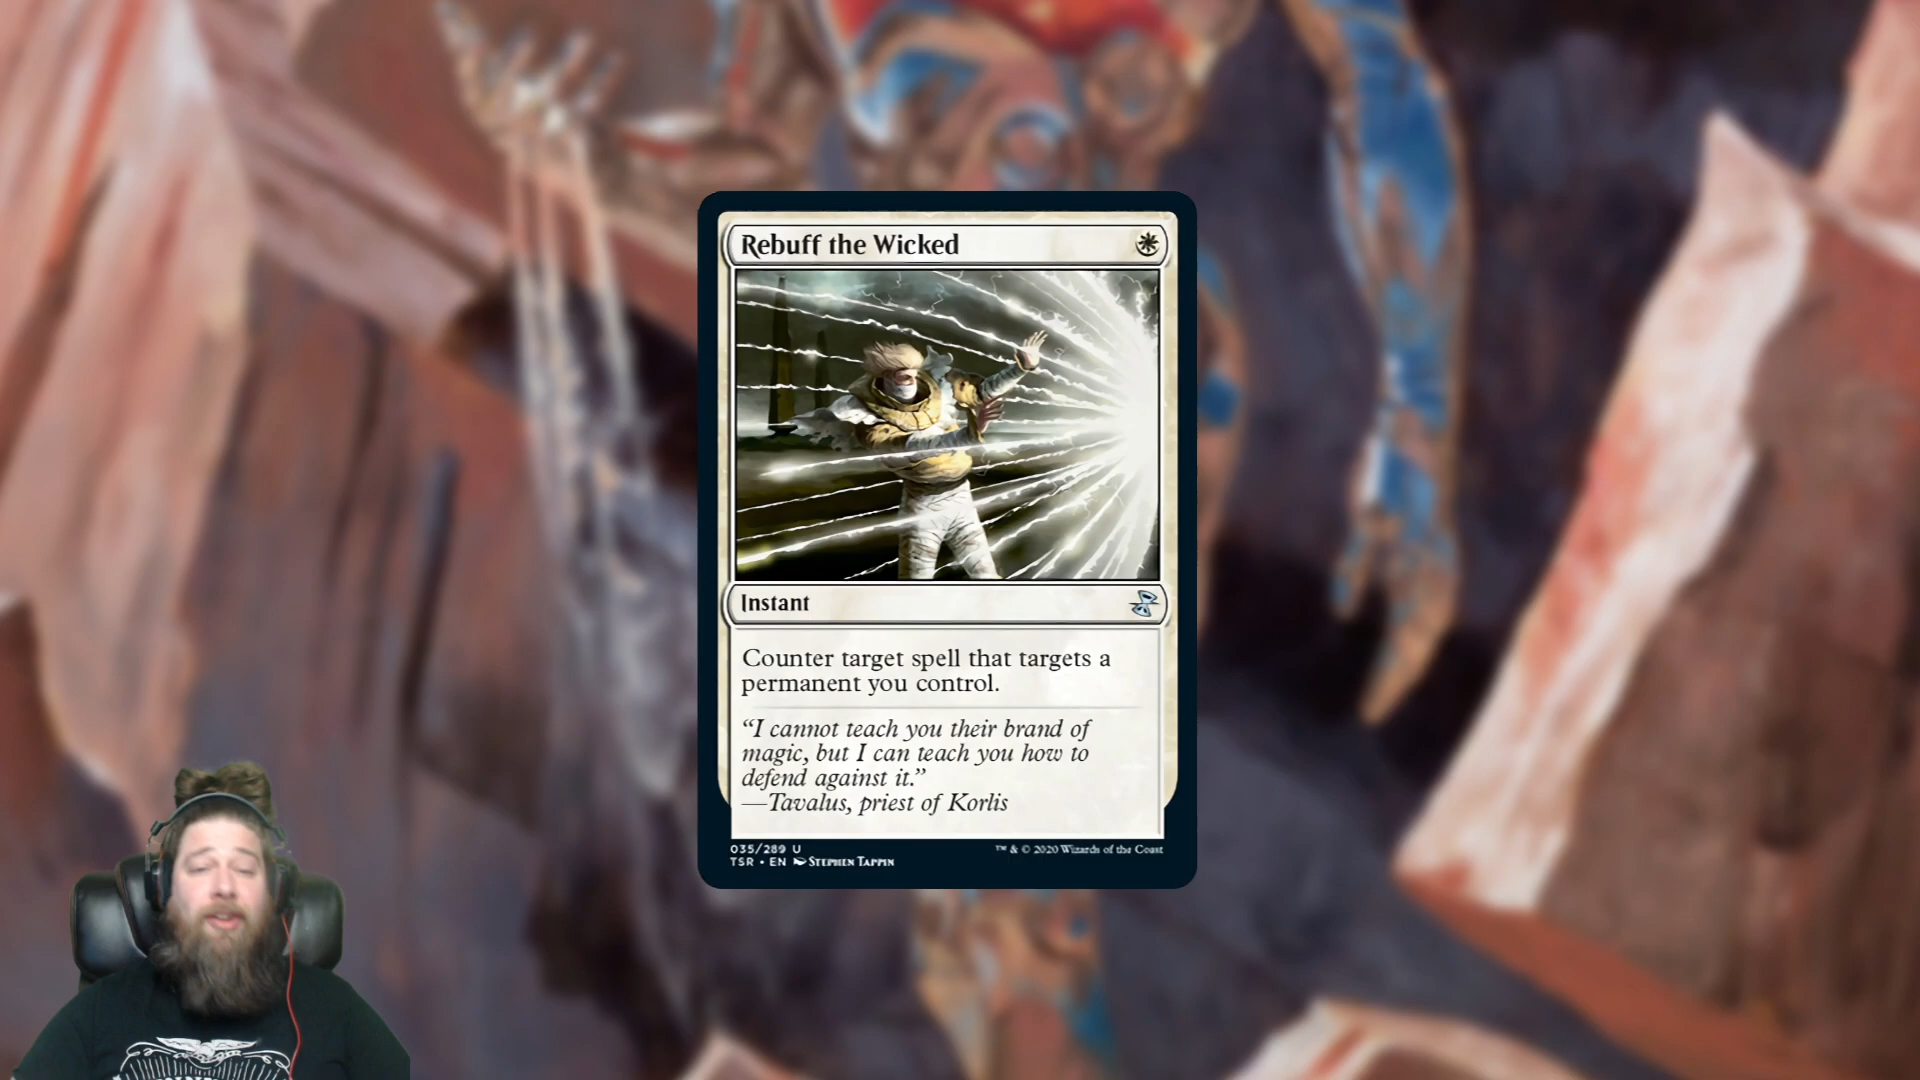 Rebuff the Wicked
Instant
Counter target spell that targets a
permanent you control.
“I cannot teach you their brand of
magic, but I can teach you how to
defend against it.”
—Tavalus, priest of Korlis
035/289 U
™ & © 2020 Wizards of the Coast
TSR • EN Stephen Tappin